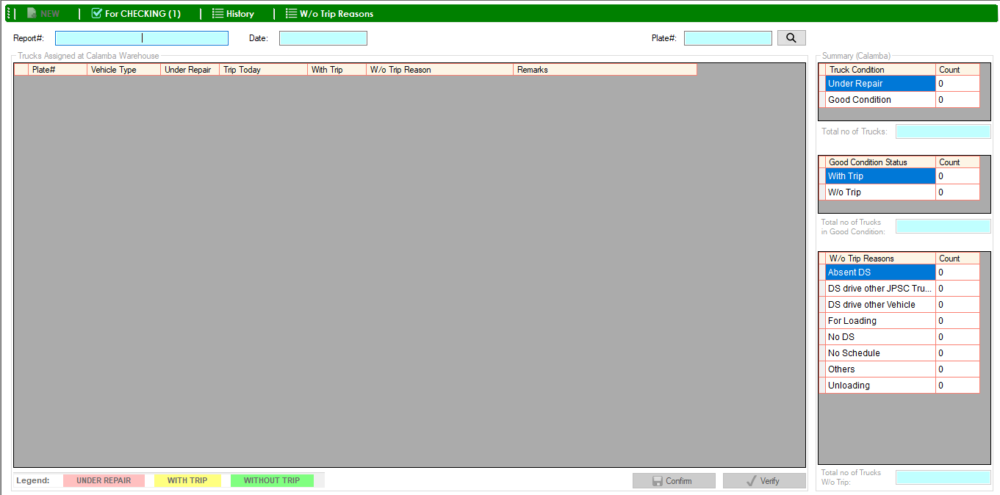 NEW For CHECKING (1) History W/o Trip Reasons
Report#: Date: Plate#:
Trucks Assigned at Calamba Warehouse
Plate# Vehicle Type Under Repair Trip Today With Trip W/o Trip Reason Remarks
Summary (Calamba)
Truck Condition Count
Under Repair 0
Good Condition 0
Total no of Trucks:
Good Condition Status Count
With Trip 0
W/o Trip 0
Total no of Trucks
in Good Condition:
W/o Trip Reasons Count
Absent DS 0
DS drive other JPSC Tru... 0
DS drive other Vehicle 0
For Loading 0
No DS 0
No Schedule 0
Others 0
Unloading 0
Total no of Trucks
W/o Trip:
Legend: UNDER REPAIR WITH TRIP WITHOUT TRIP
Confirm Verify